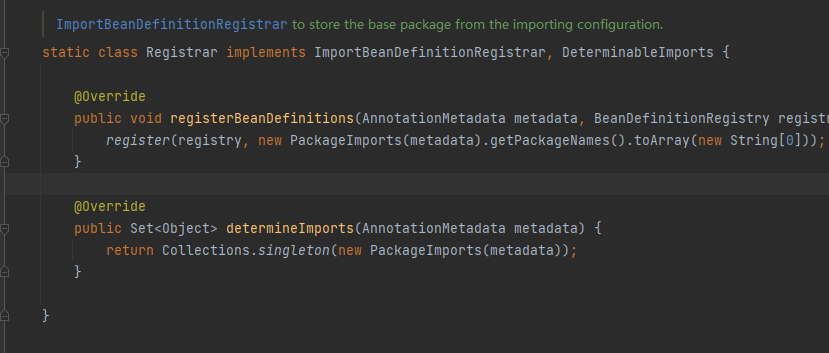 ImportBeanDefinitionRegistrar to store the base package from the importing configuration.
static class Registrar implements ImportBeanDefinitionRegistrar, DeterminableImports {
@Override
public void registerBeanDefinitions(AnnotationMetadata metadata, BeanDefinitionRegistry registr
register(registry, new PackageImports(metadata).getPackageNames().toArray(new String[0]));
}
@Override
public Set<Object> determineImports(AnnotationMetadata metadata) {
return Collections.singleton(new PackageImports(metadata));
}
}